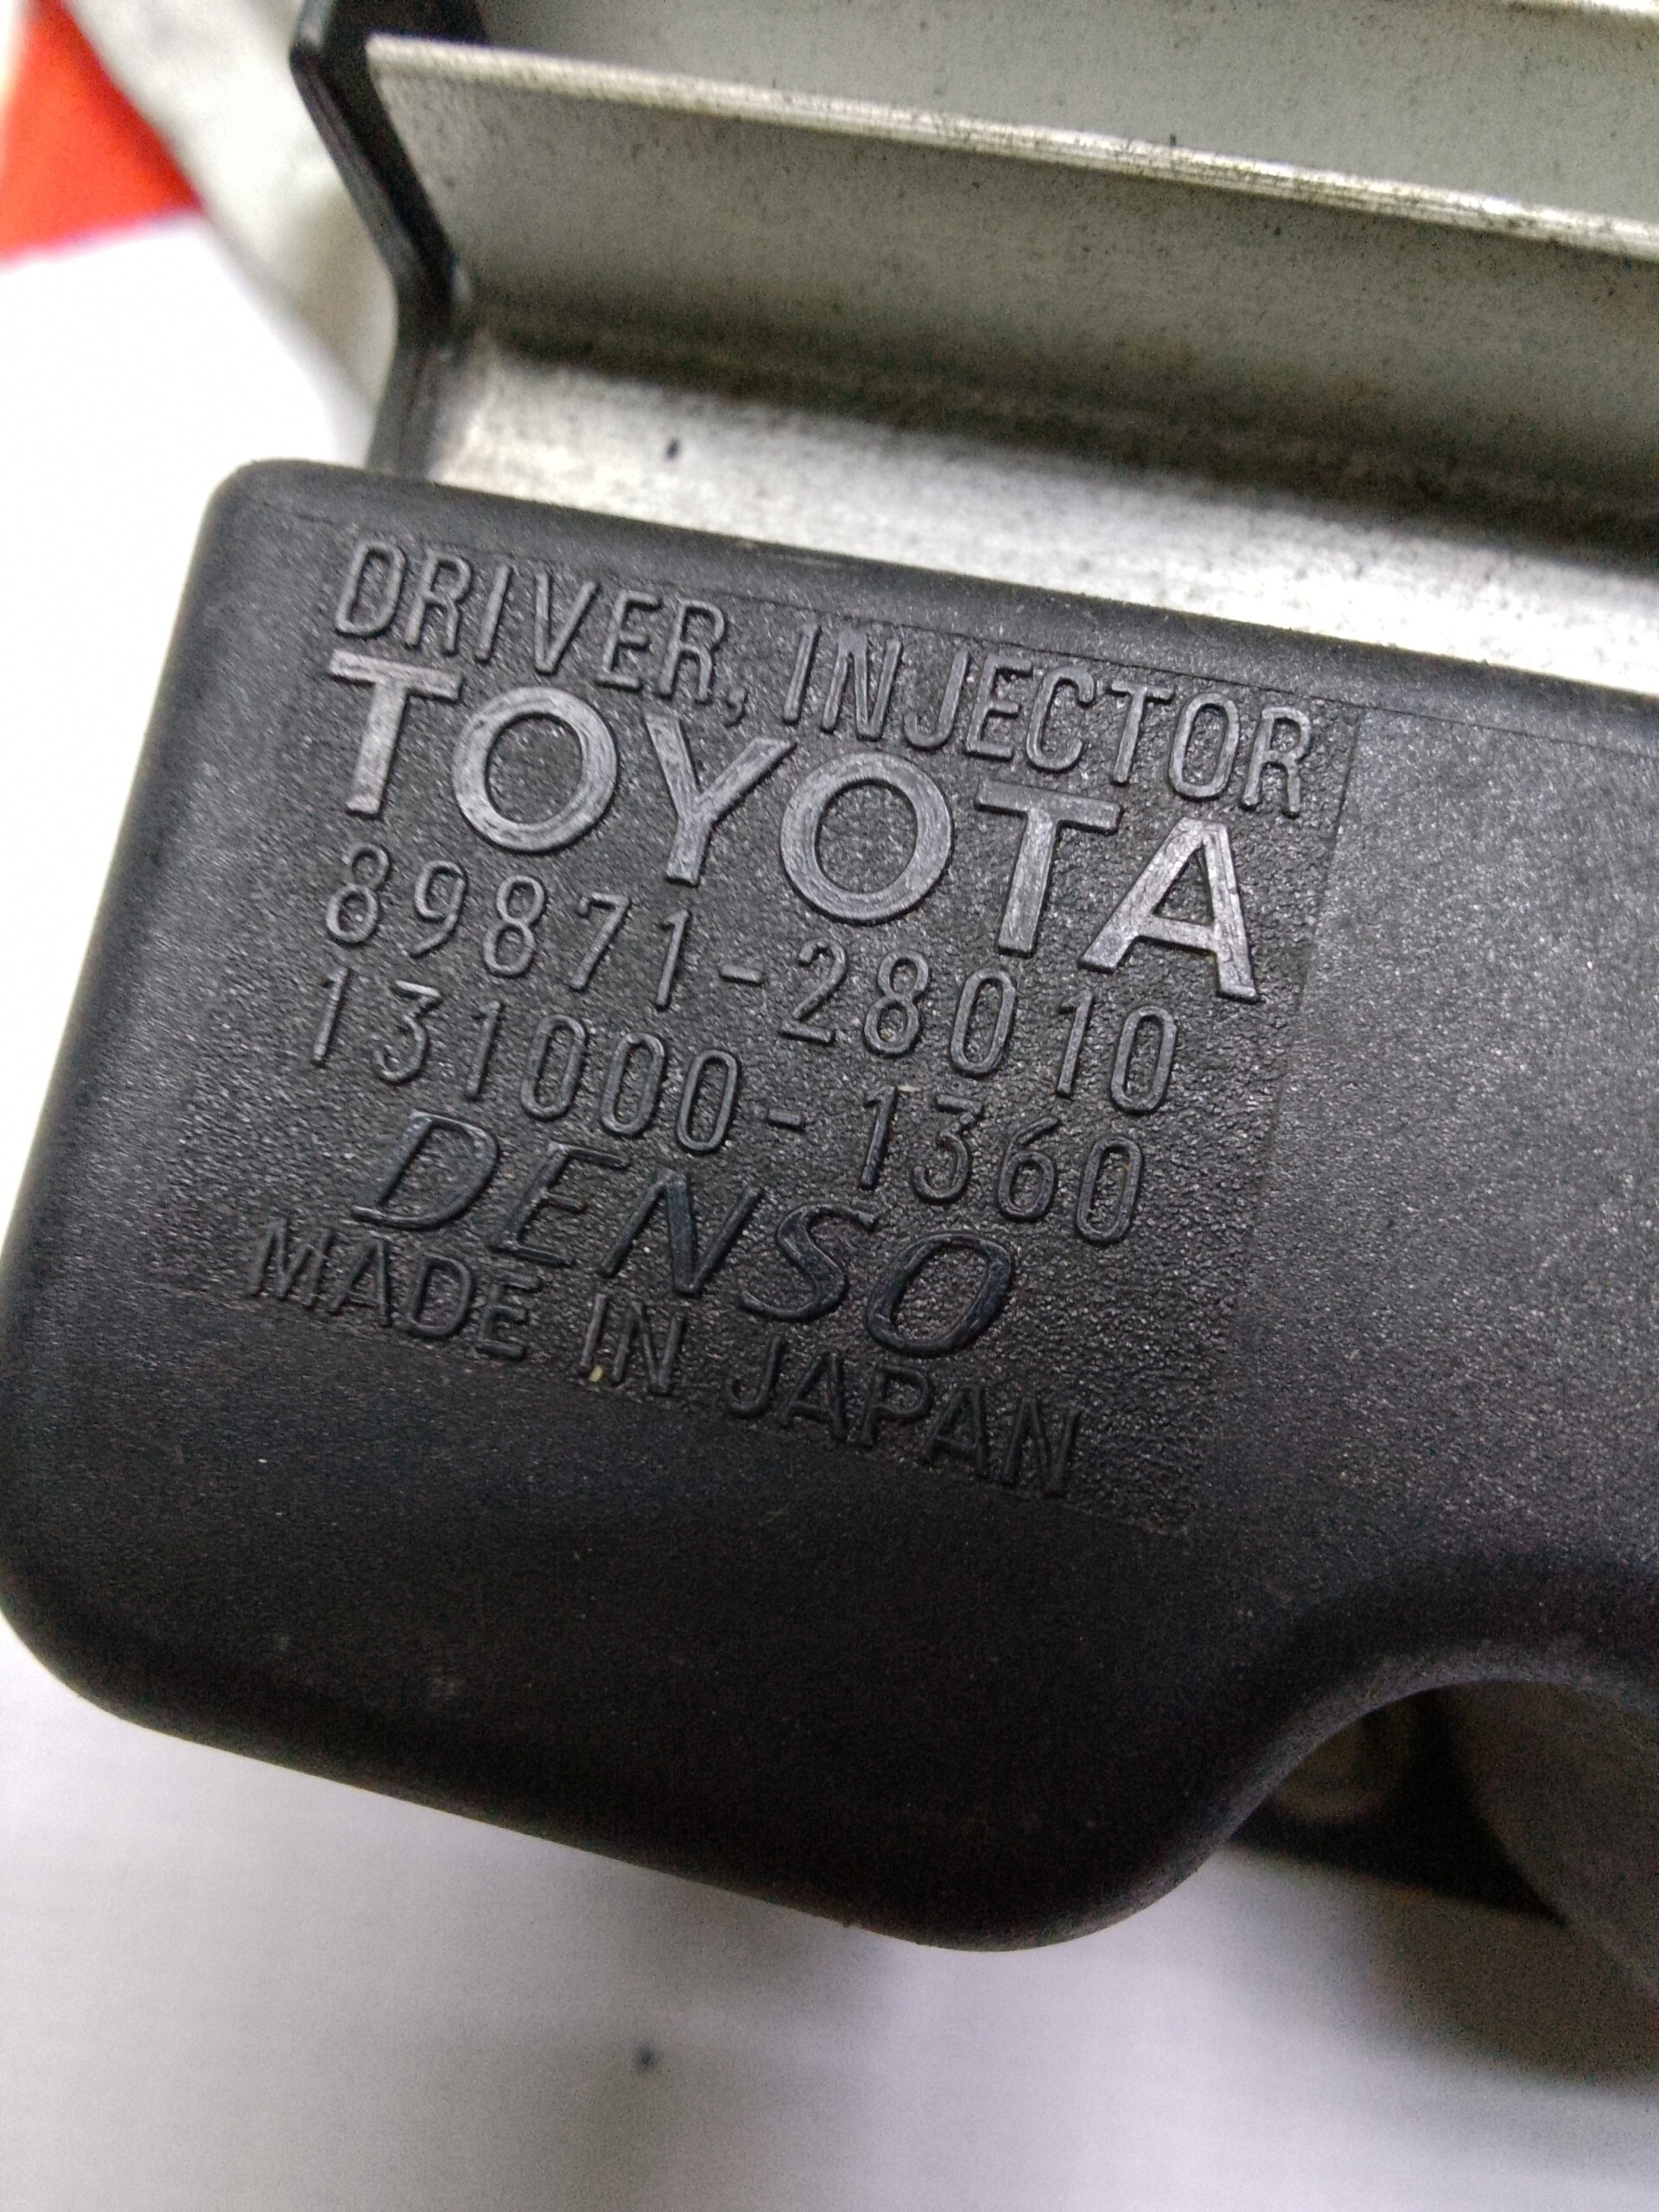 DRIVER, INJECTOR
TOYOTA
89871-28010
131000-1360
DENSO
MADE IN JAPAN